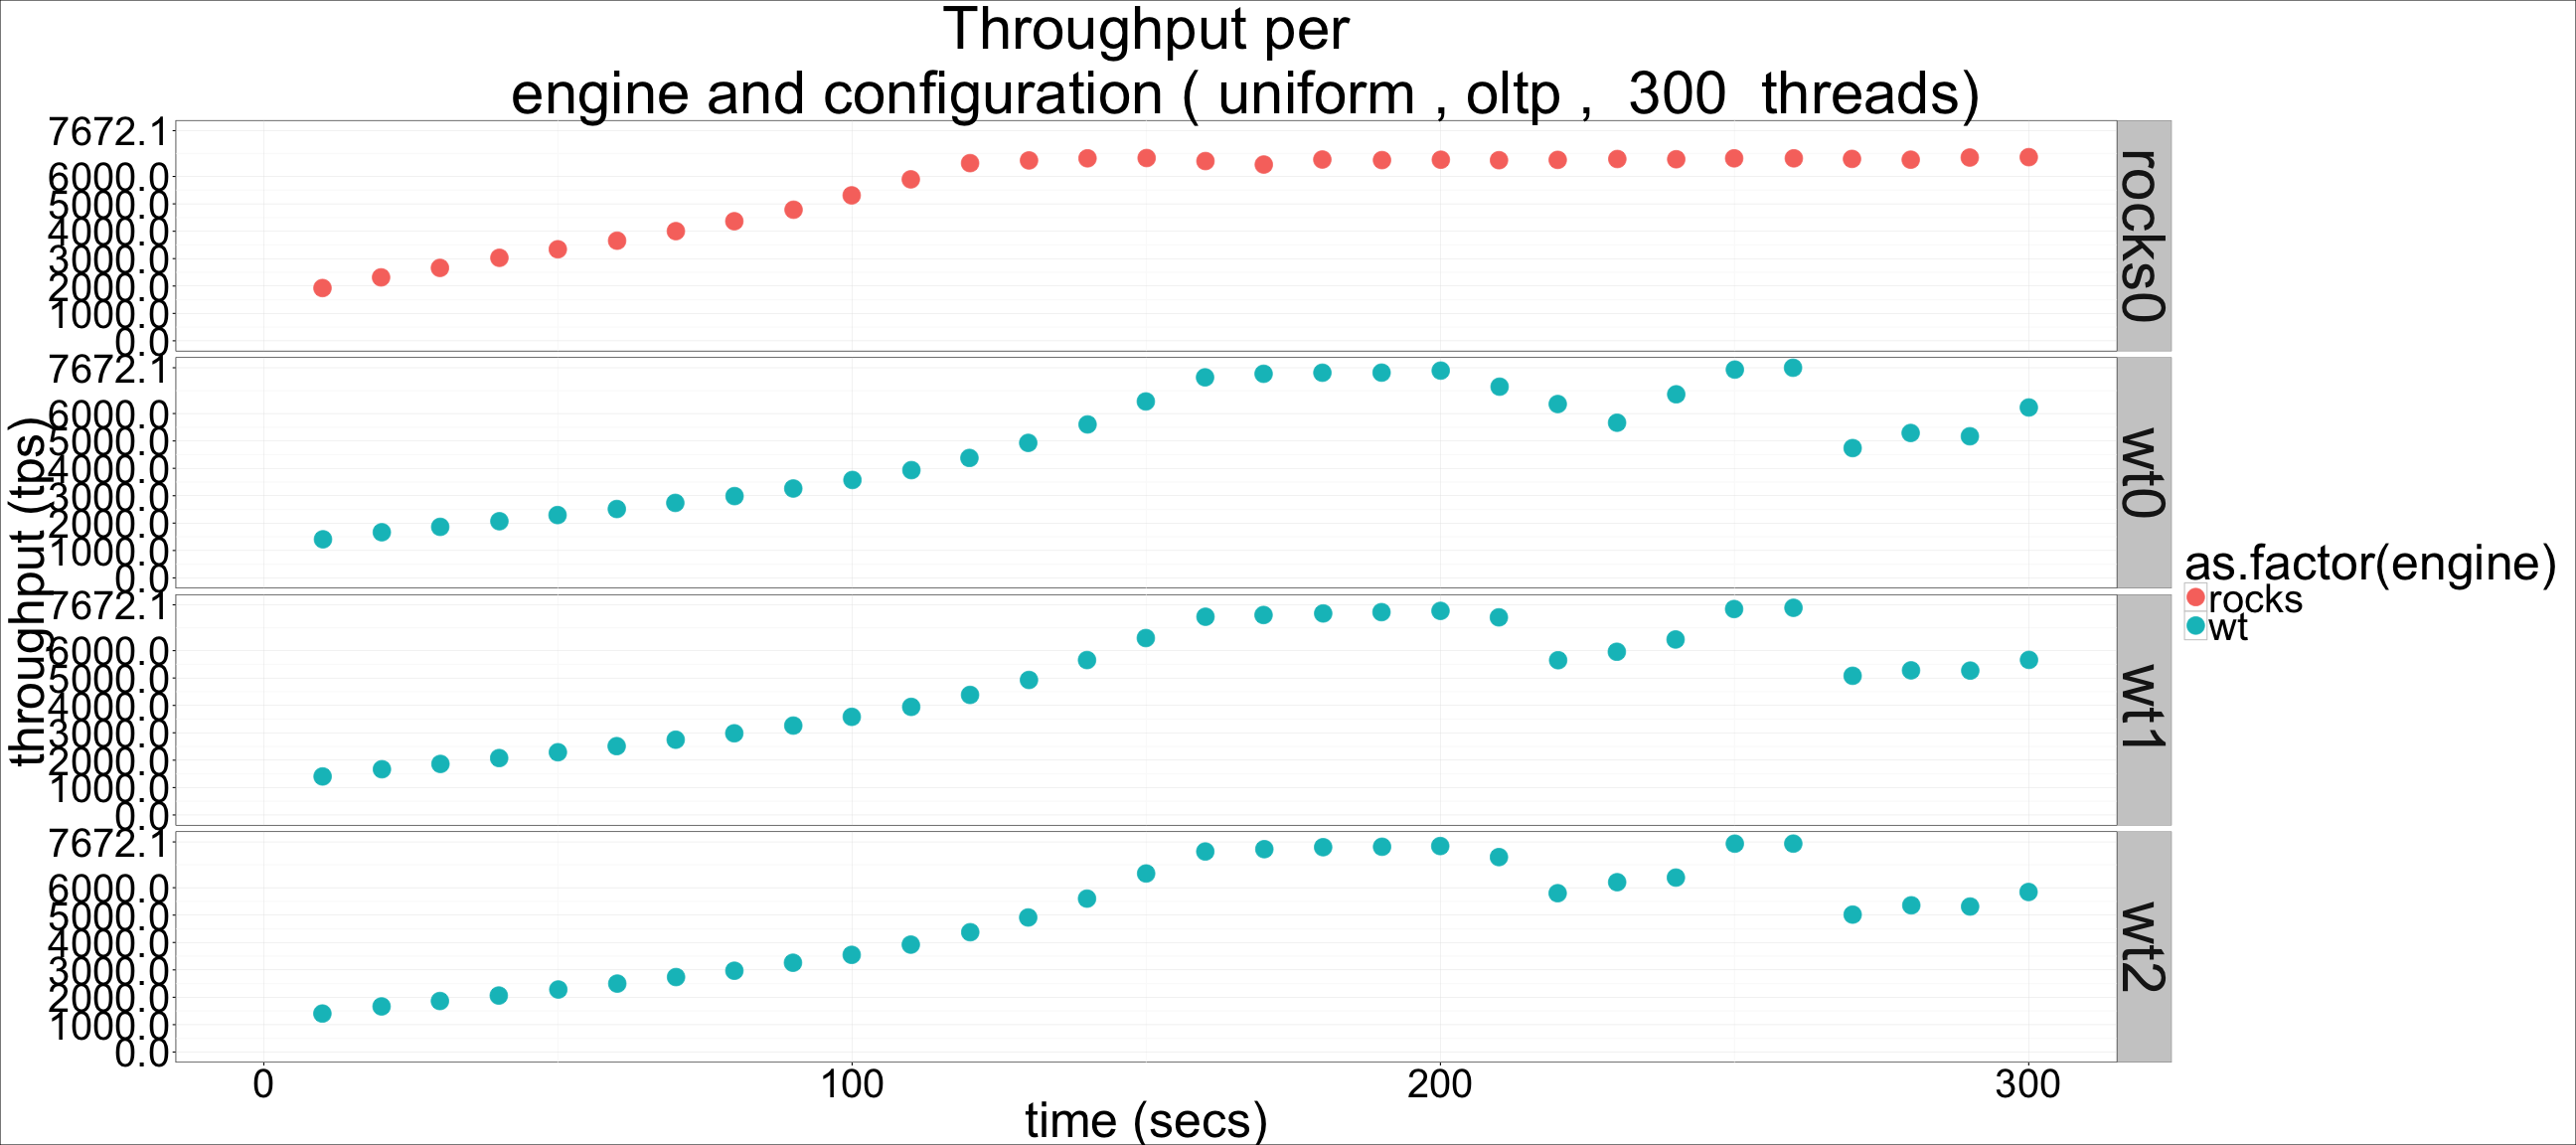 Throughput per
engine and configuration ( uniform , oltp ,  300  threads)
throughput (tps)
7672.1
6000.0
5000.0
4000.0
3000.0
2000.0
1000.0
0.0
rocks0
7672.1
6000.0
5000.0
4000.0
3000.0
2000.0
1000.0
0.0
wt0
7672.1
6000.0
5000.0
4000.0
3000.0
2000.0
1000.0
0.0
wt1
7672.1
6000.0
5000.0
4000.0
3000.0
2000.0
1000.0
0.0
wt2
0 100 200 300
time (secs)
as.factor(engine)
rocks
wt